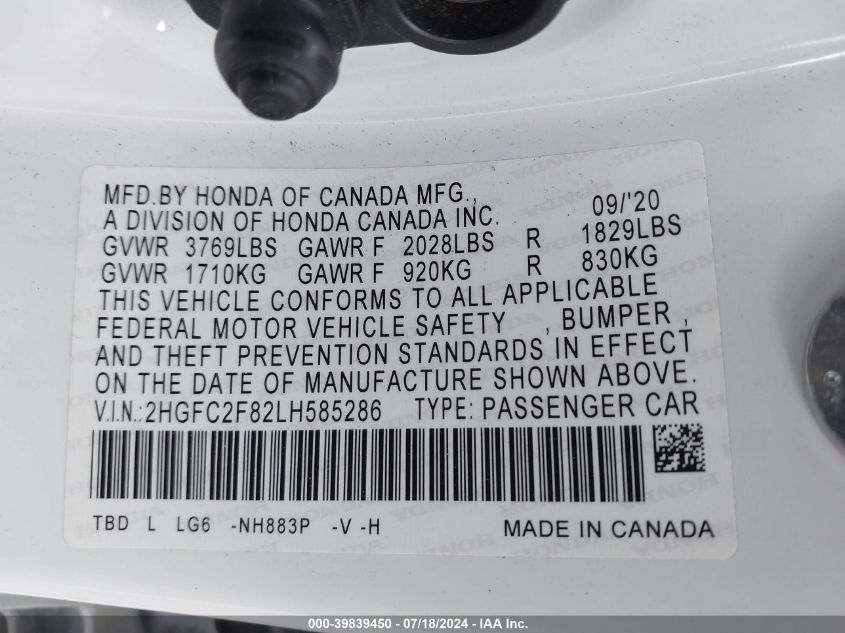 MFD.BY HONDA OF CANADA MFG., 09/'20
A DIVISION OF HONDA CANADA INC.
GVWR 3769LBS GAWR F 2028LBS R 1829LBS
GVWR 1710KG GAWR F 920KG R 830KG
THIS VEHICLE CONFORMS TO ALL APPLICABLE
FEDERAL MOTOR VEHICLE SAFETY , BUMPER ,
AND THEFT PREVENTION STANDARDS IN EFFECT
ON THE DATE OF MANUFACTURE SHOWN ABOVE.
V.I.N.:2HGFC2F82LH585286 TYPE: PASSENGER CAR
TBD L LG6 -NH883P -V -H MADE IN CANADA
000-39839450 - 07/18/2024 - IAA Inc.